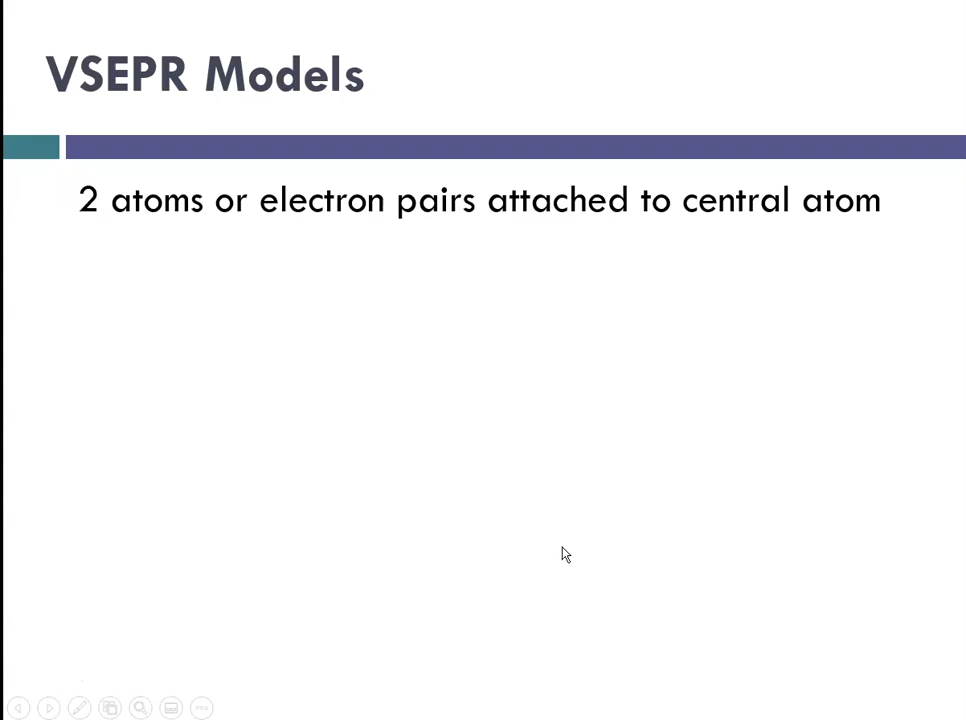 VSEPR Models
2 atoms or electron pairs attached to central atom